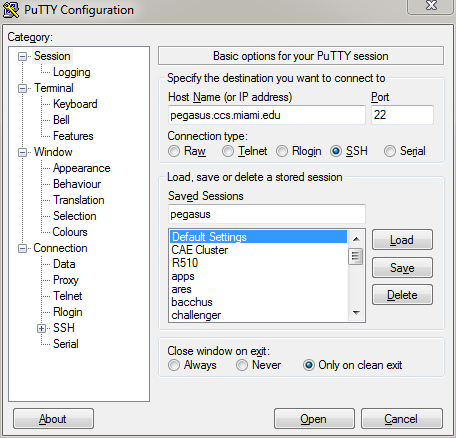 PuTTY Configuration
Category:
Session
Logging
Terminal
Keyboard
Bell
Features
Window
Appearance
Behaviour
Translation
Selection
Colours
Connection
Data
Proxy
Telnet
Rlogin
SSH
Serial
Basic options for your PuTTY session
Specify the destination you want to connect to
Host Name (or IP address) Port
pegasus.ccs.miami.edu 22
Connection type:
Raw Telnet Rlogin SSH Serial
Load, save or delete a stored session
Saved Sessions
pegasus
Default Settings
CAE Cluster
R510
apps
ares
bacchus
challenger
Load
Save
Delete
Close window on exit:
Always Never Only on clean exit
About Open Cancel